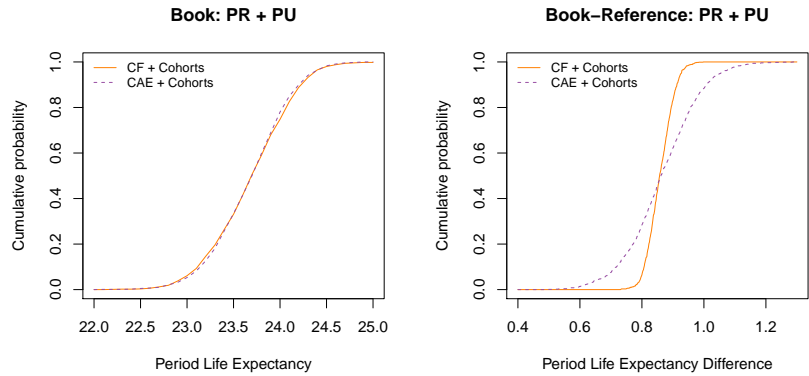 Book: PR + PU
CF + Cohorts
CAE + Cohorts
Cumulative probability
1.0
0.8
0.6
0.4
0.2
0.0
22.0 22.5 23.0 23.5 24.0 24.5 25.0
Period Life Expectancy
Book−Reference: PR + PU
CF + Cohorts
CAE + Cohorts
Cumulative probability
1.0
0.8
0.6
0.4
0.2
0.0
0.4 0.6 0.8 1.0 1.2
Period Life Expectancy Difference